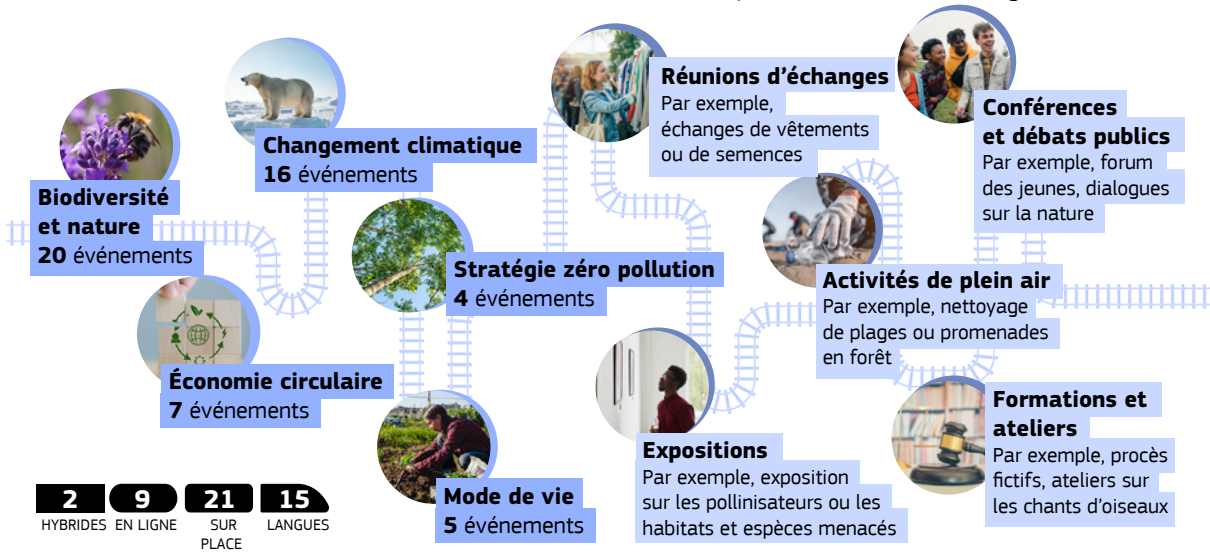 Biodiversité
et nature
20 événements
Changement climatique
16 événements
Économie circulaire
7 événements
Stratégie zéro pollution
4 événements
Mode de vie
5 événements
Réunions d'échanges
Par exemple,
échanges de vêtements
ou de semences
Expositions
Par exemple, exposition
sur les pollinisateurs ou les
habitats et espèces menacés
Activités de plein air
Par exemple, nettoyage
de plages ou promenades
en forêt
Conférences
et débats publics
Par exemple, forum
des jeunes, dialogues
sur la nature
Formations et
ateliers
Par exemple, procès
fictifs, ateliers sur
les chants d'oiseaux
2
HYBRIDES
9
EN LIGNE
21
SUR
PLACE
15
LANGUES